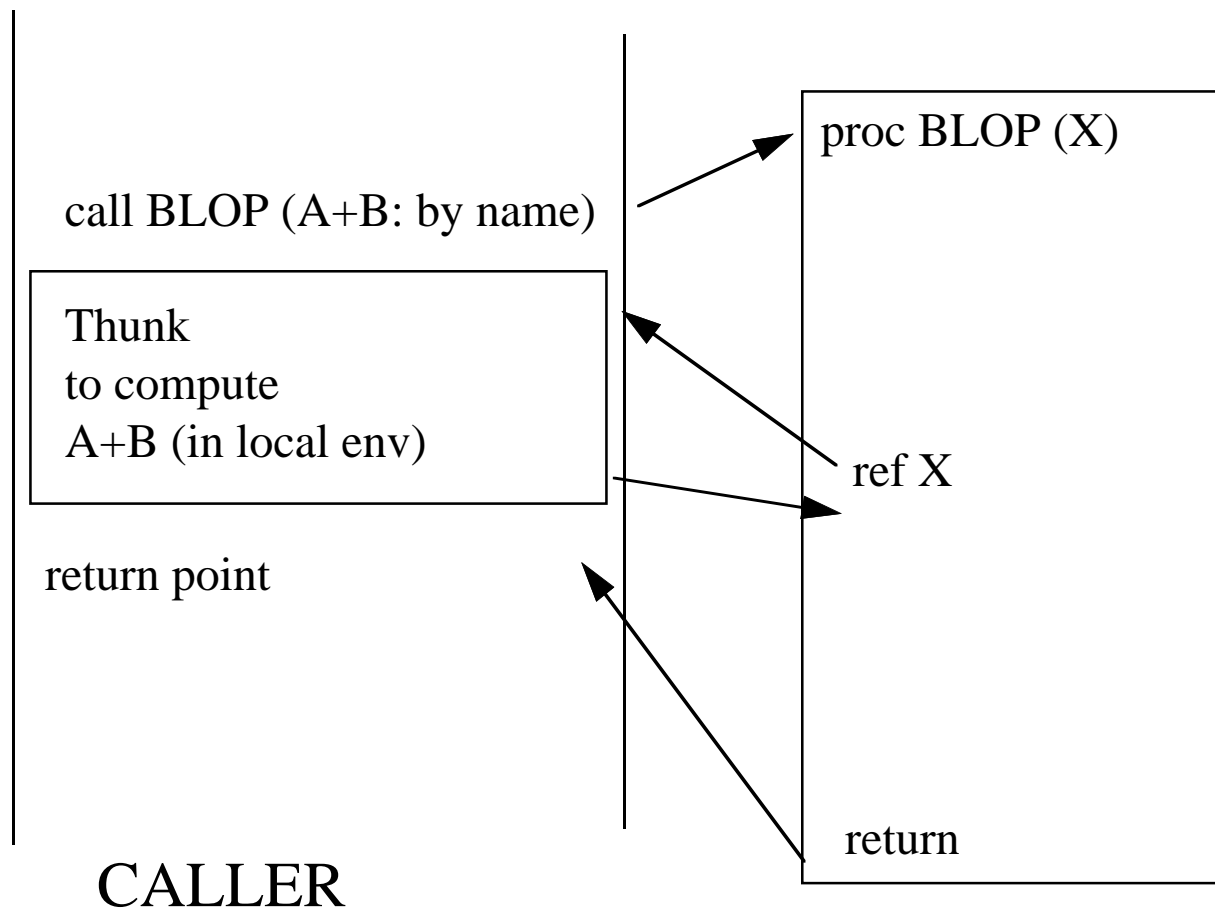 proc BLOP (X)
call BLOP (A+B: by name)
Thunk
to compute
A+B (in local env)
ref X
return point
return
CALLER